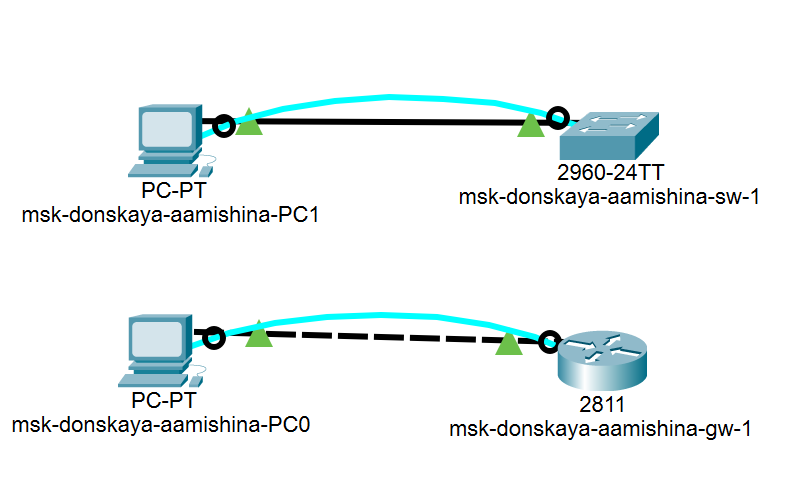 PC-PT
msk-donskaya-aamishina-PC1
2960-24TT
msk-donskaya-aamishina-sw-1
PC-PT
msk-donskaya-aamishina-PC0
2811
msk-donskaya-aamishina-gw-1